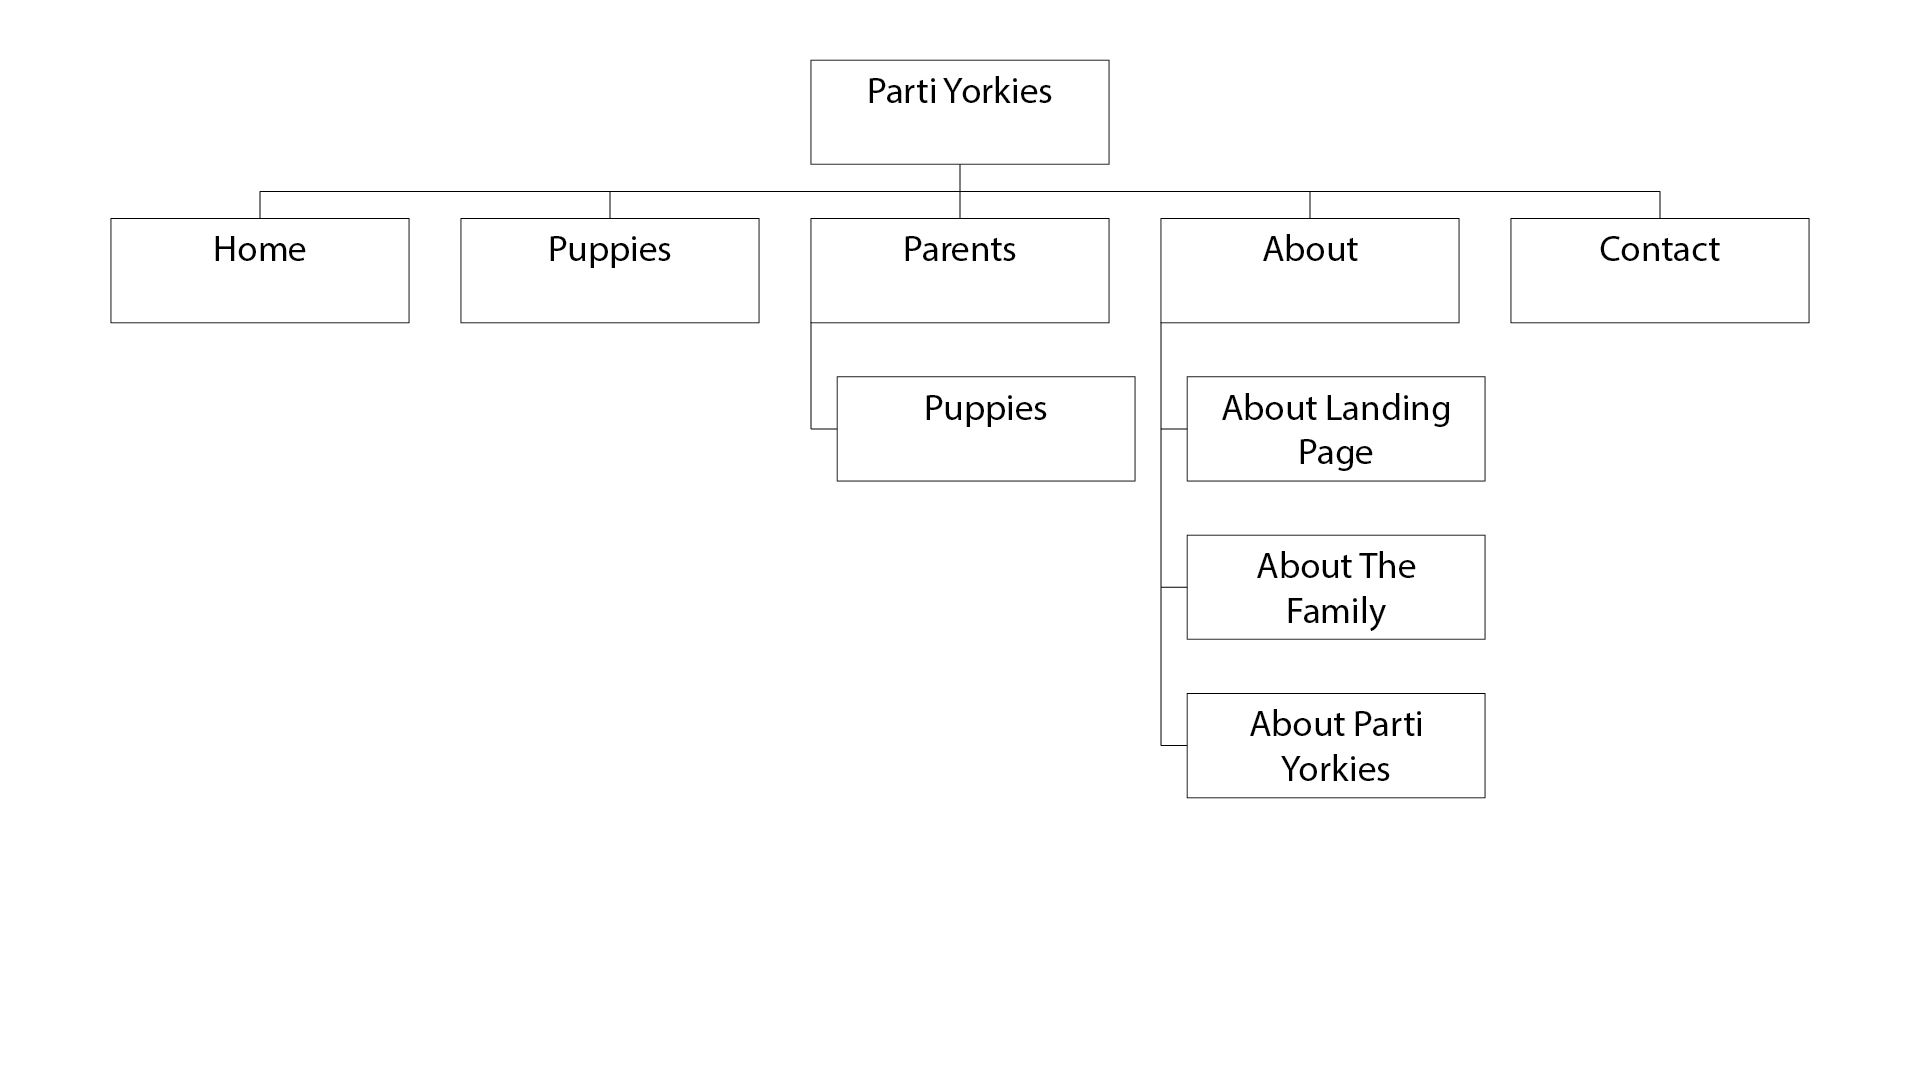 Parti Yorkies
Home
Puppies
Parents
About
Contact
Puppies
About Landing
Page
About The
Family
About Parti
Yorkies